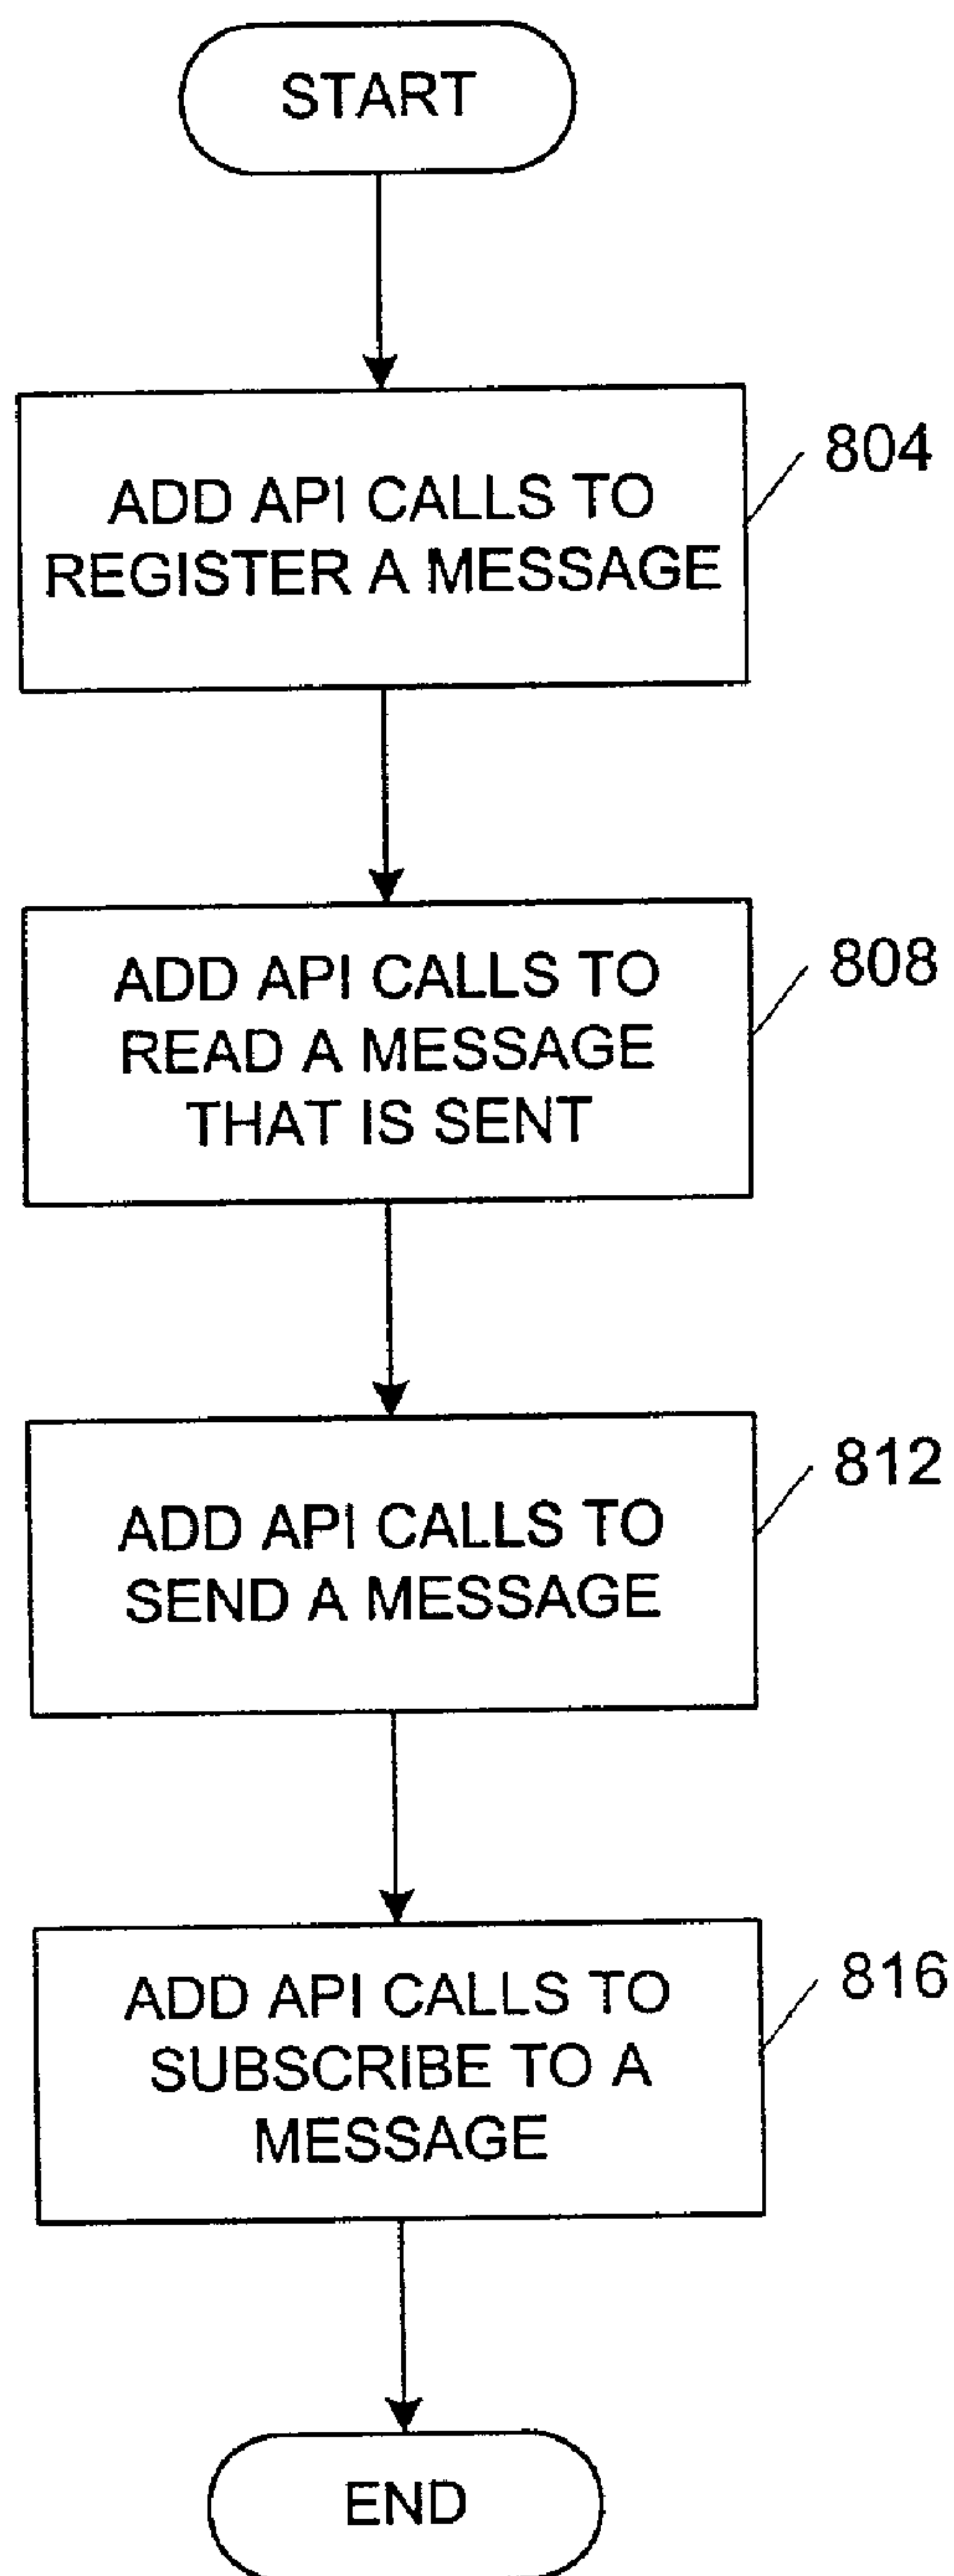 START
ADD API CALLS TO
REGISTER A MESSAGE
804
ADD API CALLS TO
READ A MESSAGE
THAT IS SENT
808
ADD API CALLS TO
SEND A MESSAGE
812
ADD API CALLS TO
SUBSCRIBE TO A
MESSAGE
816
END